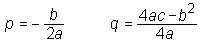 p = − b/2a    q = (4ac − b²)/4a